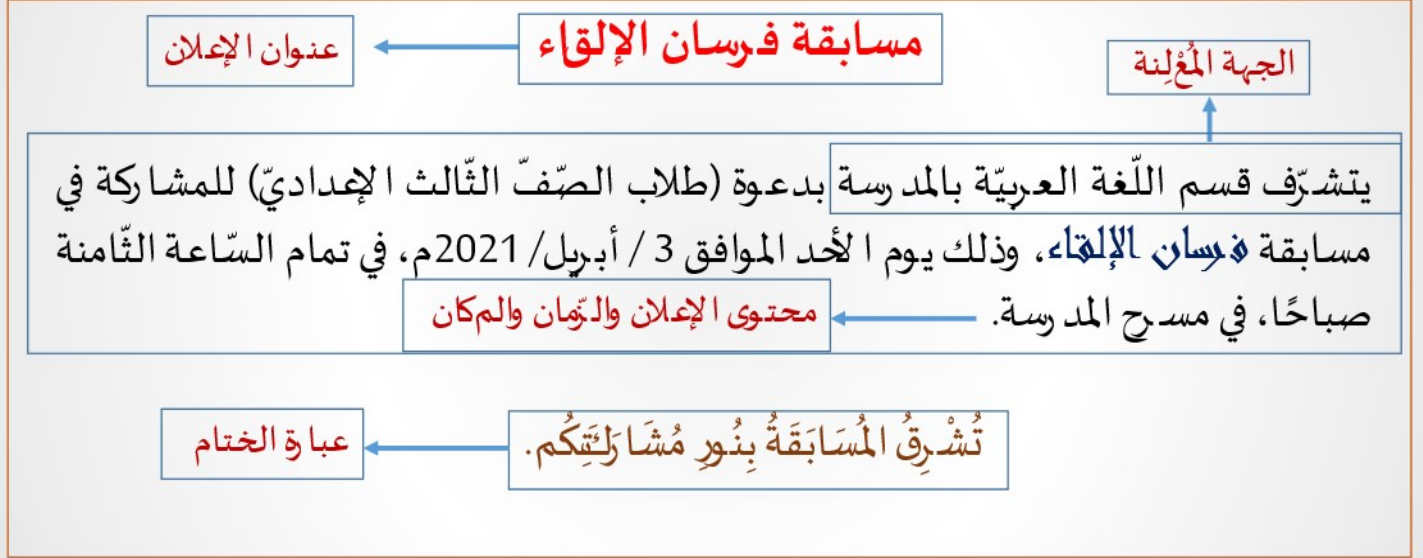 مسابقة فرسان الإلقاء
عنوان الإعلان
الجهة المُعْلِنة
يتشرّف قسم اللّغة العربيّة بالمدرسة بدعوة (طلاب الصّفّ الثّالث الإعداديّ) للمشاركة في
مسابقة فرسان الإلقاء، وذلك يوم الأحد الموافق 3 / أبريل/ 2021م، في تمام السّاعة الثّامنة
صباحًا، في مسرح المدرسة.
محتوى الإعلان والزّمان والمكان
تُشْرِقُ المُسَابَقَةُ بِنُورِ مُشَارَكَتِكُم.
عبارة الختام